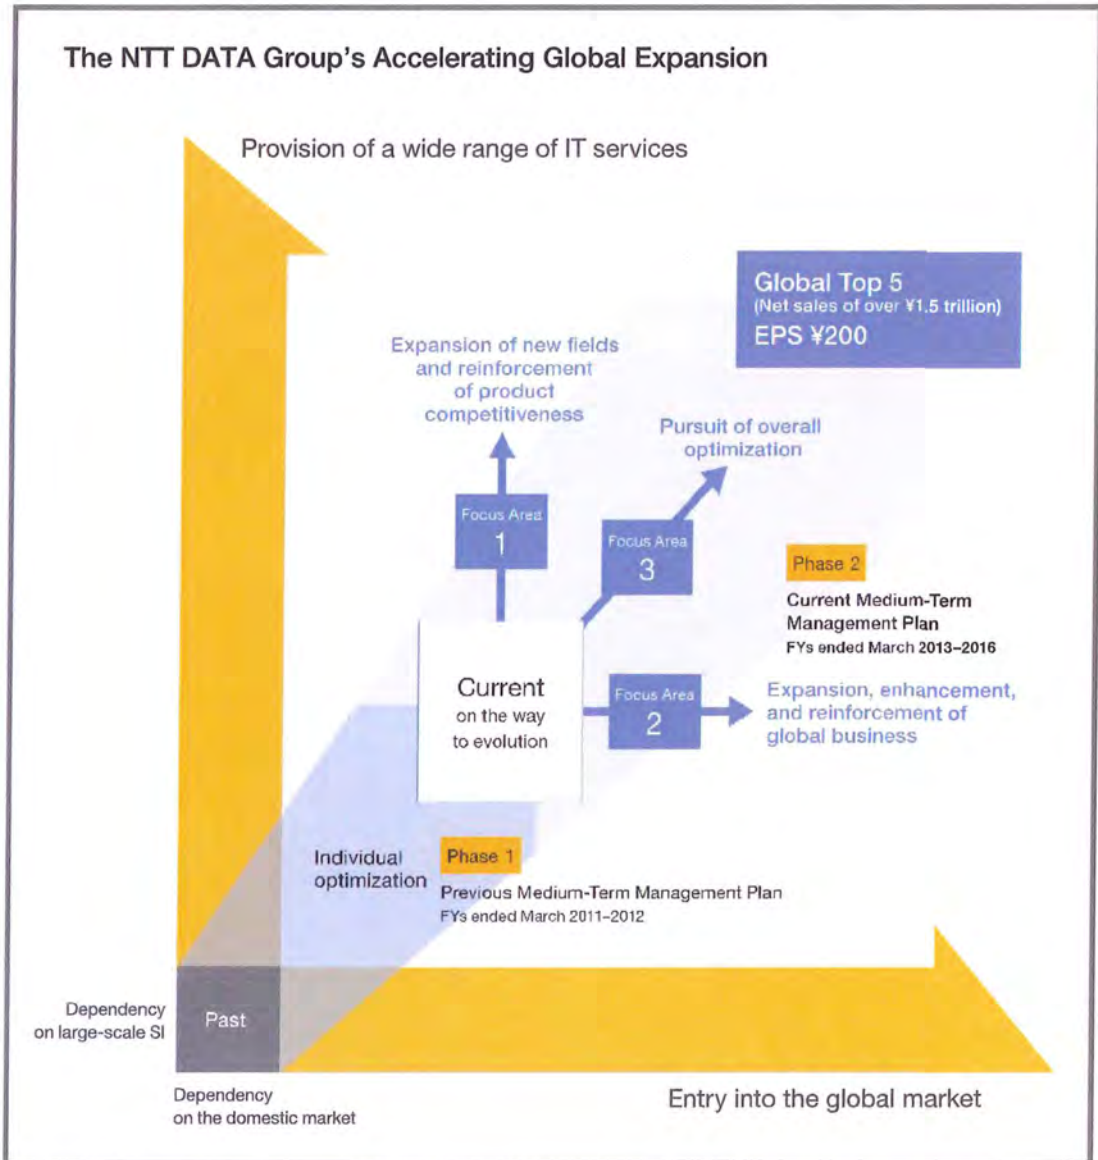 The NTT DATA Group's Accelerating Global Expansion
Provision of a wide range of IT services
Global Top 5
(Net sales of over ¥1.5 trillion)
EPS ¥200
Expansion of new fields
and reinforcement
of product
competitiveness
Pursuit of overall
optimization
Focus Area
1
Focus Area
3
Phase 2
Current Medium-Term
Management Plan
FYs ended March 2013–2016
Current
on the way
to evolution
Focus Area
2
Expansion, enhancement,
and reinforcement of
global business
Individual
optimization
Phase 1
Previous Medium-Term Management Plan
FYs ended March 2011–2012
Dependency
on large-scale SI
Past
Dependency
on the domestic market
Entry into the global market